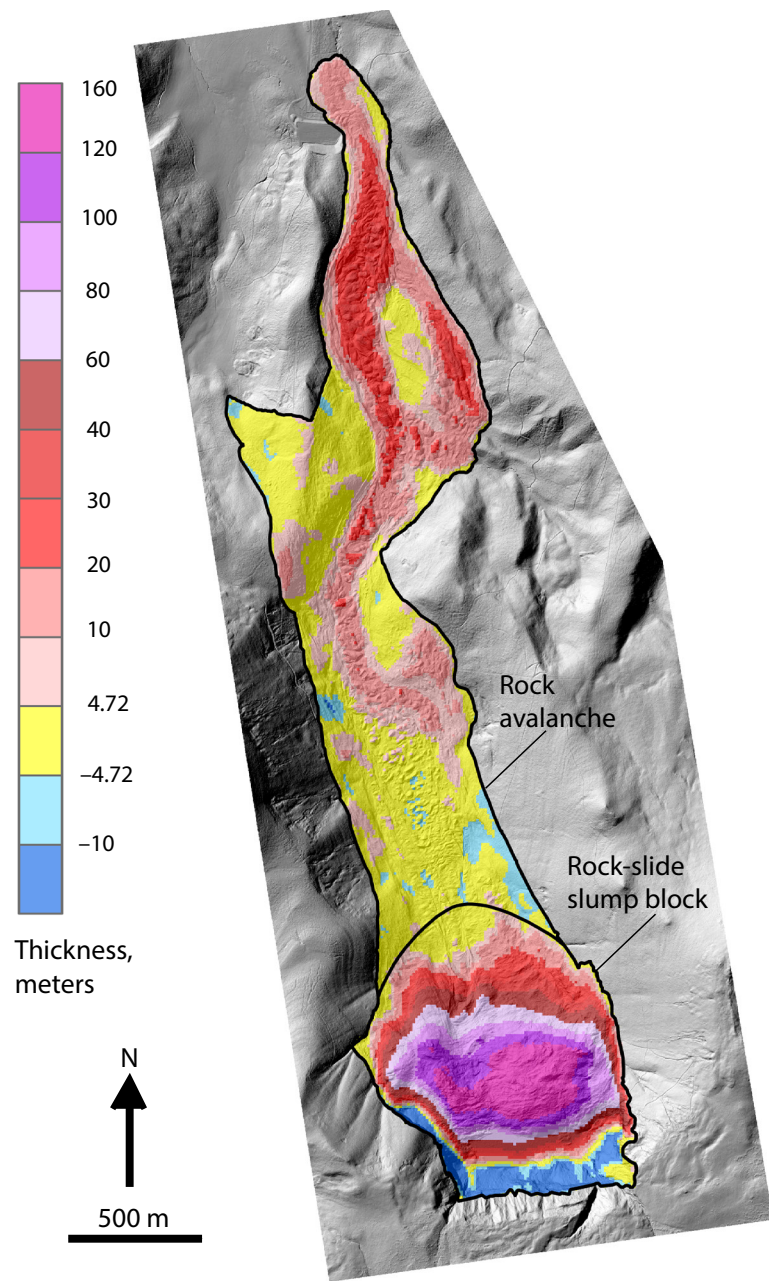 160
120
100
80
60
40
30
20
10
4.72
–4.72
–10
Thickness,
meters
N
500 m
Rock
avalanche
Rock-slide
slump block